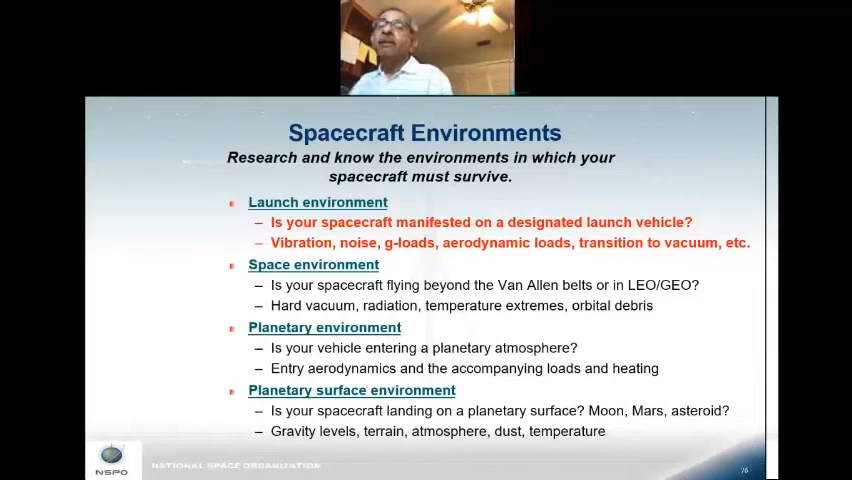 Spacecraft Environments
Research and know the environments in which your
spacecraft must survive.
Launch environment
– Is your spacecraft manifested on a designated launch vehicle?
– Vibration, noise, g-loads, aerodynamic loads, transition to vacuum, etc.
Space environment
– Is your spacecraft flying beyond the Van Allen belts or in LEO/GEO?
– Hard vacuum, radiation, temperature extremes, orbital debris
Planetary environment
– Is your vehicle entering a planetary atmosphere?
– Entry aerodynamics and the accompanying loads and heating
Planetary surface environment
– Is your spacecraft landing on a planetary surface? Moon, Mars, asteroid?
– Gravity levels, terrain, atmosphere, dust, temperature
NSPO
NATIONAL SPACE ORGANIZATION
76